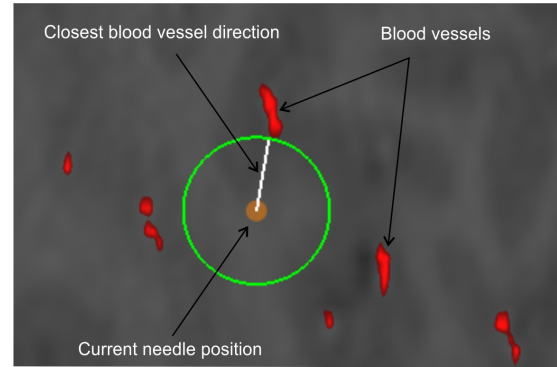 Closest blood vessel direction
Blood vessels
Current needle position